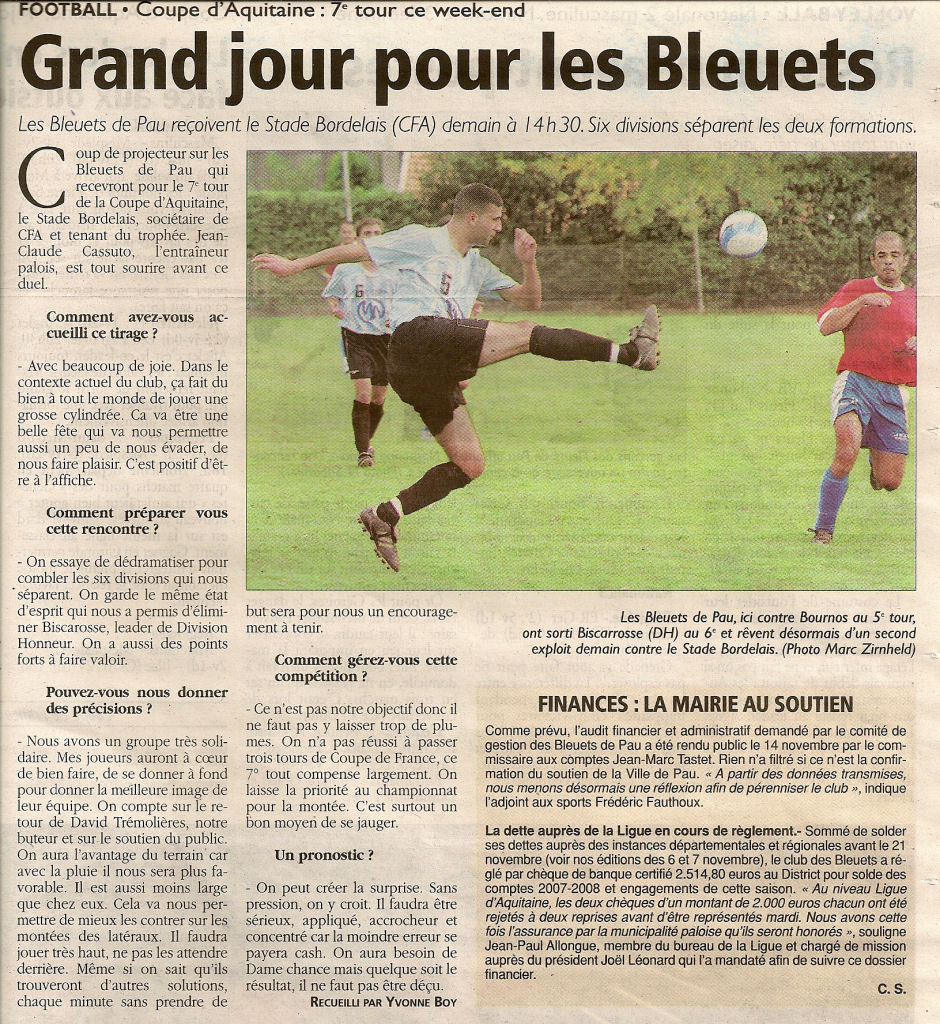 FOOTBALL • Coupe d'Aquitaine : 7e tour ce week-end
Grand jour pour les Bleuets
Les Bleuets de Pau reçoivent le Stade Bordelais (CFA) demain à 14h30. Six divisions séparent les deux formations.
Coup de projecteur sur les
Bleuets de Pau qui
recevront pour le 7e tour
de la Coupe d'Aquitaine,
le Stade Bordelais, sociétaire de
CFA et tenant du trophée. Jean-
Claude Cassuto, l'entraîneur
palois, est tout sourire avant ce
duel.
Comment avez-vous ac-
cueilli ce tirage ?
- Avec beaucoup de joie. Dans le
contexte actuel du club, ça fait du
bien à tout le monde de jouer une
grosse cylindrée. Ca va être une
belle fête qui va nous permettre
aussi un peu de nous évader, de
nous faire plaisir. C'est positif d'êt-
re à l'affiche.
Comment préparer vous
cette rencontre ?
- On essaye de dédramatiser pour
combler les six divisions qui nous
séparent. On garde le même état
d'esprit qui nous a permis d'élimi-
ner Biscarosse, leader de Division
Honneur. On a aussi des points
forts à faire valoir.
Pouvez-vous nous donner
des précisions ?
- Nous avons un groupe très soli-
daire. Mes joueurs auront à cœur
de bien faire, de se donner à fond
pour donner la meilleure image de
leur équipe. On compte sur le re-
tour de David Trémolières, notre
buteur et sur le soutien du public.
On aura l'avantage du terrain car
avec la pluie il nous sera plus fa-
vorable. Il est aussi moins large
que chez eux. Cela va nous per-
mettre de mieux les contrer sur les
montées des latéraux. Il faudra
jouer très haut, ne pas les attendre
derrière. Même si on sait qu'ils
trouveront d'autres solutions,
chaque minute sans prendre de
but sera pour nous un encourage-
ment à tenir.
Comment gérez-vous cette
compétition ?
- Ce n'est pas notre objectif donc il
ne faut pas y laisser trop de plu-
mes. On n'a pas réussi à passer
trois tours de Coupe de France, ce
7° tout compense largement. On
laisse la priorité au championnat
pour la montée. C'est surtout un
bon moyen de se jauger.
Un pronostic ?
- On peut créer la surprise. Sans
pression, on y croit. Il faudra être
sérieux, appliqué, accrocheur et
concentré car la moindre erreur se
payera cash. On aura besoin de
Dame chance mais quelque soit le
résultat, il ne faut pas être déçu.
RECUEILLI PAR YVONNE BOY
6
5
Les Bleuets de Pau, ici contre Bournos au 5e tour,
ont sorti Biscarrosse (DH) au 6e et rêvent désormais d'un second
exploit demain contre le Stade Bordelais. (Photo Marc Zirnheld)
FINANCES : LA MAIRIE AU SOUTIEN
Comme prévu, l'audit financier et administratif demandé par le comité de
gestion des Bleuets de Pau a été rendu public le 14 novembre par le com-
missaire aux comptes Jean-Marc Tastet. Rien n'a filtré si ce n'est la confir-
mation du soutien de la Ville de Pau. « A partir des données transmises,
nous menons désormais une réflexion afin de pérenniser le club », indique
l'adjoint aux sports Frédéric Fauthoux.
La dette auprès de la Ligue en cours de règlement.- Sommé de solder
ses dettes auprès des instances départementales et régionales avant le 21
novembre (voir nos éditions des 6 et 7 novembre), le club des Bleuets a ré-
glé par chèque de banque certifié 2.514,80 euros au District pour solde des
comptes 2007-2008 et engagements de cette saison. « Au niveau Ligue
d'Aquitaine, les deux chèques d'un montant de 2.000 euros chacun ont été
rejetés à deux reprises avant d'être représentés mardi. Nous avons cette
fois l'assurance par la municipalité paloise qu'ils seront honorés », souligne
Jean-Paul Allongue, membre du bureau de la Ligue et chargé de mission
auprès du président Joël Léonard qui l'a mandaté afin de suivre ce dossier
financier.
C. S.